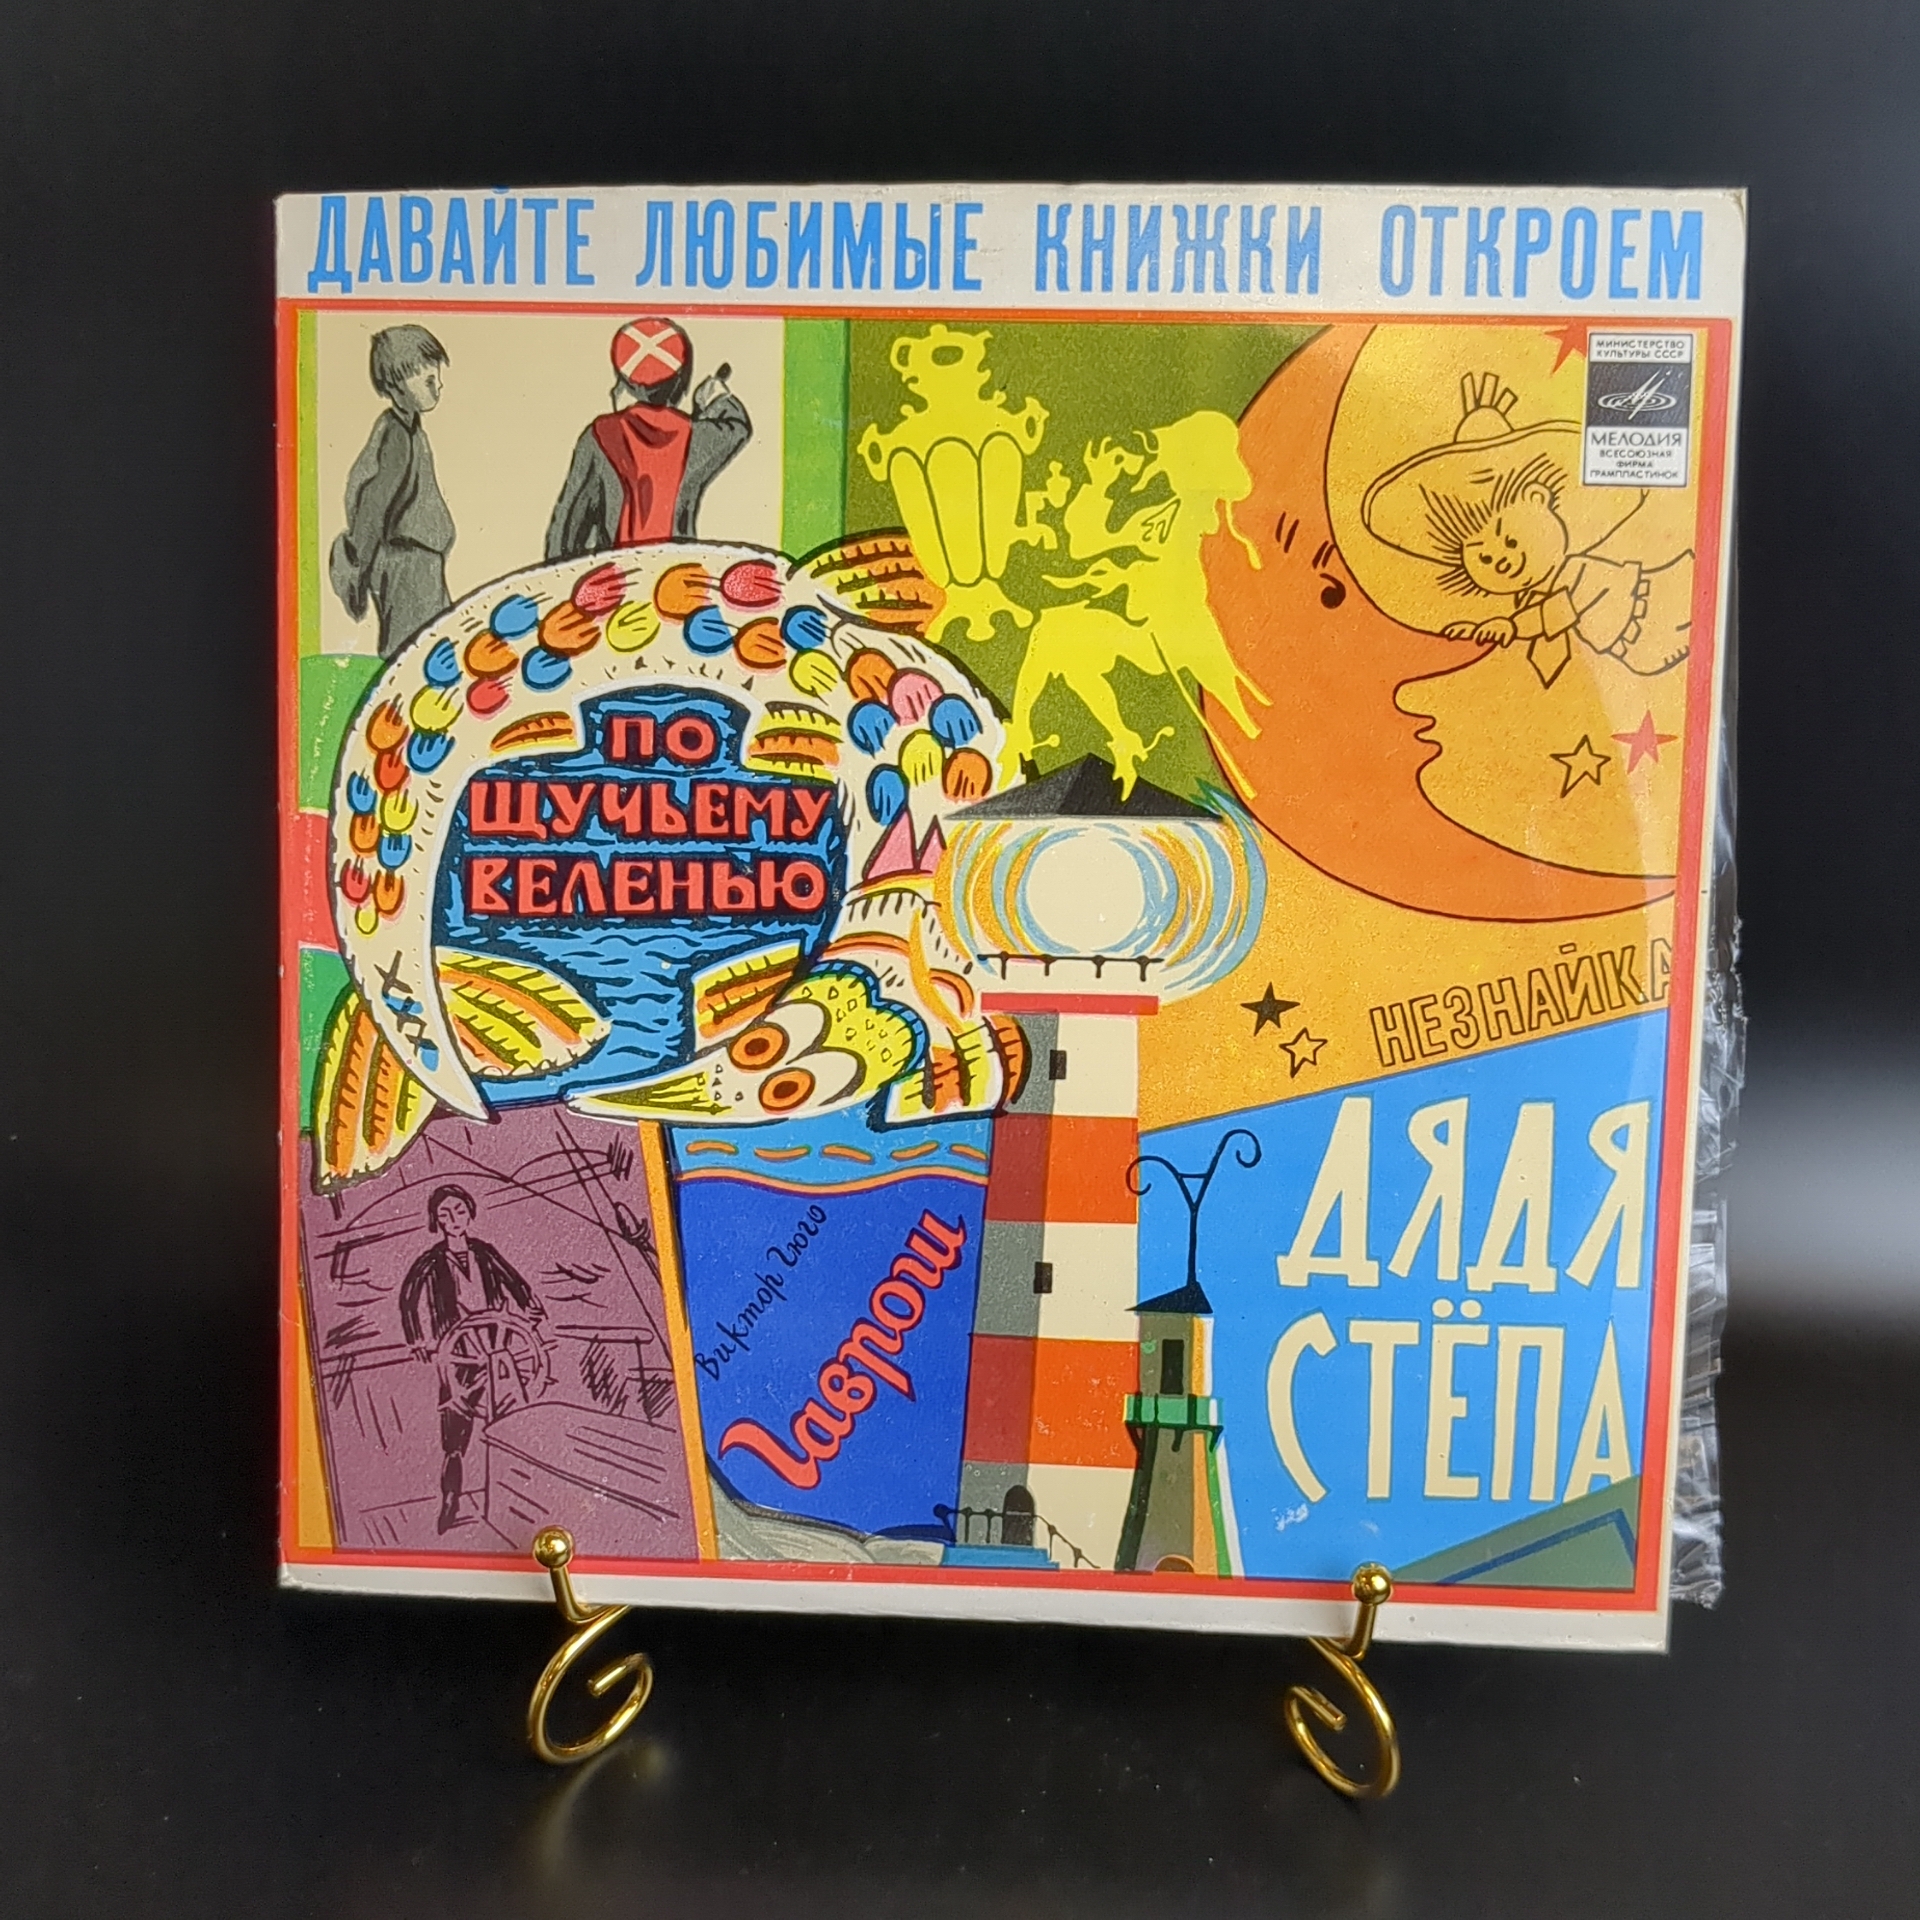 ДАВАЙТЕ ЛЮБИМЫЕ КНИЖКИ ОТКРОЕМ
МИНИСТЕРСТВО
КУЛЬТУРЫ СССР
МЕЛОДИЯ
ВСЕСОЮЗНАЯ
ФИРМА
ГРАМПЛАСТИНОК
ПО
ЩУЧЬЕМУ
ВЕЛЕНЬЮ
НЕЗНАЙКА
Виктор Гюго
Гаврош
ДЯДЯ
СТЁПА